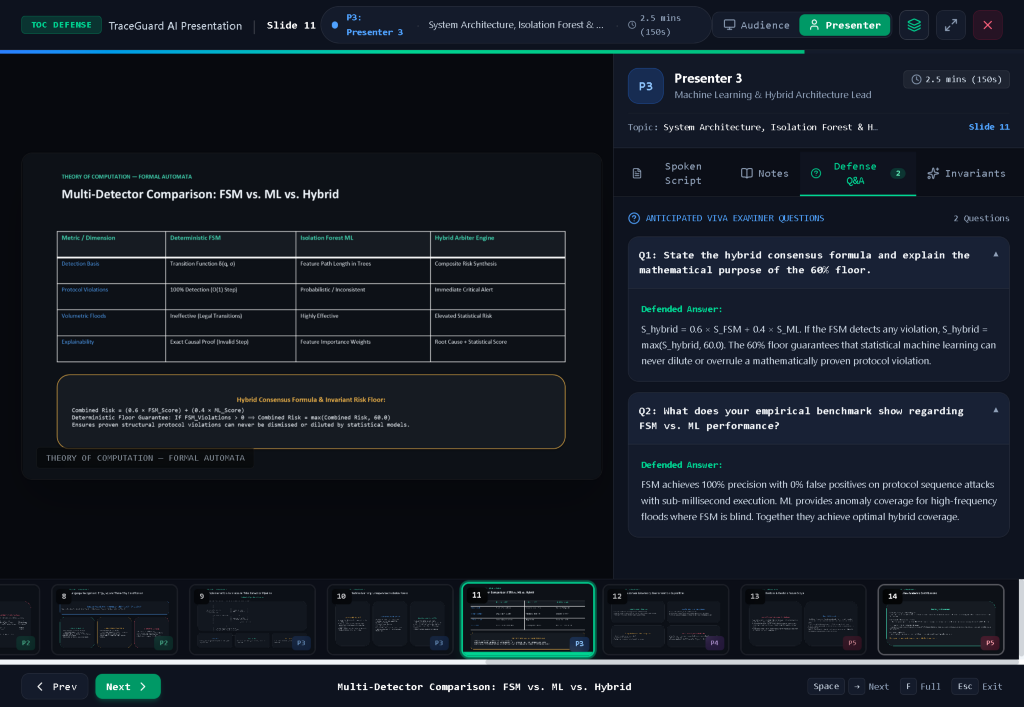 TOC DEFENSE
TraceGuard AI Presentation
Slide 11
P3: Presenter 3
System Architecture, Isolation Forest & ...
2.5 mins (150s)
Audience
Presenter
P3
Presenter 3
Machine Learning & Hybrid Architecture Lead
2.5 mins (150s)
Topic: System Architecture, Isolation Forest & H…
Slide 11
Spoken Script
Notes
Defense Q&A
2
Invariants
THEORY OF COMPUTATION — FORMAL AUTOMATA
Multi-Detector Comparison: FSM vs. ML vs. Hybrid
Metric / Dimension
Deterministic FSM
Isolation Forest ML
Hybrid Arbiter Engine
Detection Basis
Transition Function δ(q, σ)
Feature Path Length in Trees
Composite Risk Synthesis
Protocol Violations
100% Detection (O(1) Step)
Probabilistic / Inconsistent
Immediate Critical Alert
Volumetric Floods
Ineffective (Legal Transitions)
Highly Effective
Elevated Statistical Risk
Explainability
Exact Causal Proof (Invalid Step)
Feature Importance Weights
Root Cause + Statistical Score
Hybrid Consensus Formula & Invariant Risk Floor:
Combined Risk = (0.6 × FSM_Score) + (0.4 × ML_Score)
Deterministic Floor Guarantee: If FSM_Violations > 0 ⟹ Combined Risk = max(Combined Risk, 60.0)
Ensures proven structural protocol violations can never be dismissed or diluted by statistical models.
THEORY OF COMPUTATION — FORMAL AUTOMATA
ANTICIPATED VIVA EXAMINER QUESTIONS
2 Questions
Q1: State the hybrid consensus formula and explain the
mathematical purpose of the 60% floor.
Defended Answer:
S_hybrid = 0.6 × S_FSM + 0.4 × S_ML. If the FSM detects any violation, S_hybrid =
max(S_hybrid, 60.0). The 60% floor guarantees that statistical machine learning can
never dilute or overrule a mathematically proven protocol violation.
Q2: What does your empirical benchmark show regarding
FSM vs. ML performance?
Defended Answer:
FSM achieves 100% precision with 0% false positives on protocol sequence attacks
with sub-millisecond execution. ML provides anomaly coverage for high-frequency
floods where FSM is blind. Together they achieve optimal hybrid coverage.
P2
8
P2
9
P3
10
P3
11
P3
12
P4
13
P5
14
P5
Prev
Next
Multi-Detector Comparison: FSM vs. ML vs. Hybrid
Space
→
Next
F
Full
Esc
Exit